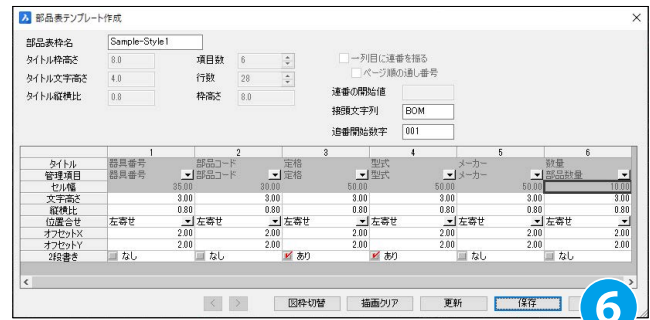 部品表テンプレート作成
部品表枠名 Sample-Style1
タイトル枠高さ 8.0 項目数 6 一列目に連番を振る
タイトル文字高さ 4.0 行数 28 ページ順の通し番号
タイトル縦横比 0.8 枠高さ 8.0 連番の開始値
接頭文字列 BOM
追番開始数字 001
1 2 3 4 5 6
タイトル 器具番号 部品コード 定格 型式 メーカー 数量
管理項目 器具番号 部品コード 定格 型式 メーカー 部品数量
セル幅 35.00 30.00 50.00 50.00 50.00 10.00
文字高さ 3.00 3.00 3.00 3.00 3.00 3.00
縦横比 0.80 0.80 0.80 0.80 0.80 0.80
位置合せ 左寄せ 左寄せ 左寄せ 左寄せ 左寄せ 左寄せ
オフセットX 2.00 2.00 2.00 2.00 2.00 2.00
オフセットY 2.00 2.00 2.00 2.00 2.00 2.00
2段書き なし なし あり あり なし なし
< > 図枠切替 描画クリア 更新 保存
6